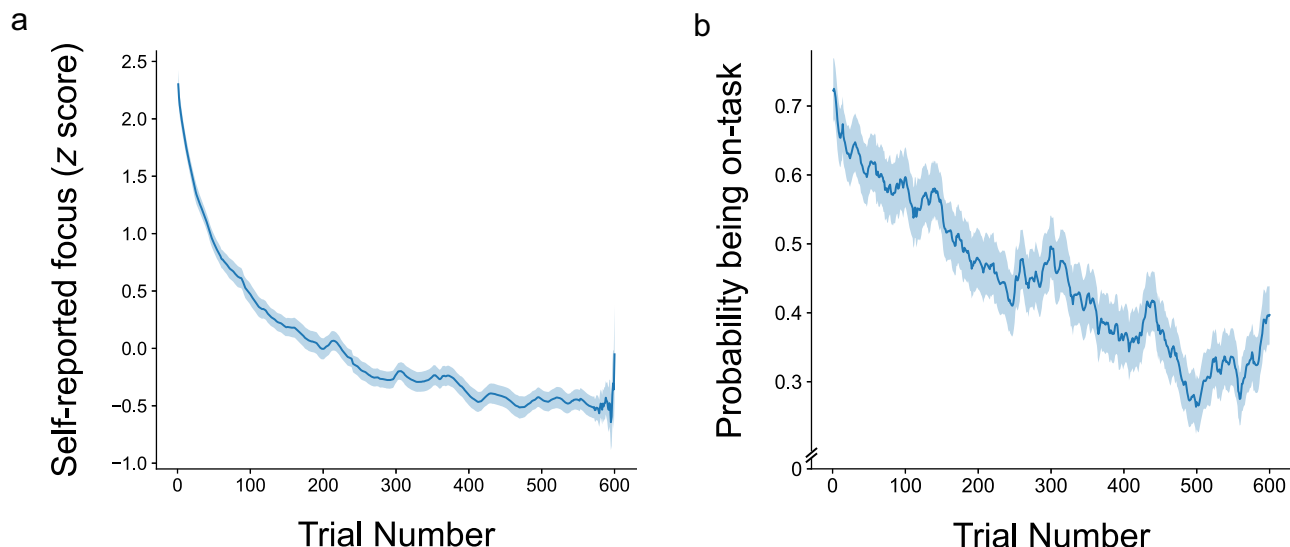 a
Self-reported focus (z score)
2.5
2.0
1.5
1.0
0.5
0.0
−0.5
−1.0
0 100 200 300 400 500 600
Trial Number
b
Probability being on-task
0.7
0.6
0.5
0.4
0.3
0
0 100 200 300 400 500 600
Trial Number